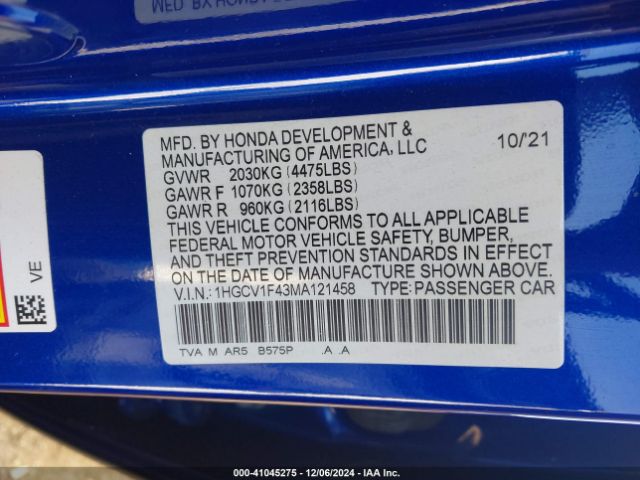 MFD. BY HONDA DEVELOPMENT &
MANUFACTURING OF AMERICA, LLC 10/'21
GVWR 2030KG (4475LBS)
GAWR F 1070KG (2358LBS)
GAWR R 960KG (2116LBS)
THIS VEHICLE CONFORMS TO ALL APPLICABLE
FEDERAL MOTOR VEHICLE SAFETY, BUMPER,
AND THEFT PREVENTION STANDARDS IN EFFECT
ON THE DATE OF MANUFACTURE SHOWN ABOVE.
V.I.N.: 1HGCV1F43MA121458 TYPE: PASSENGER CAR
TVA M AR5 B575P .A .A
VE
000-41045275 - 12/06/2024 - IAA Inc.